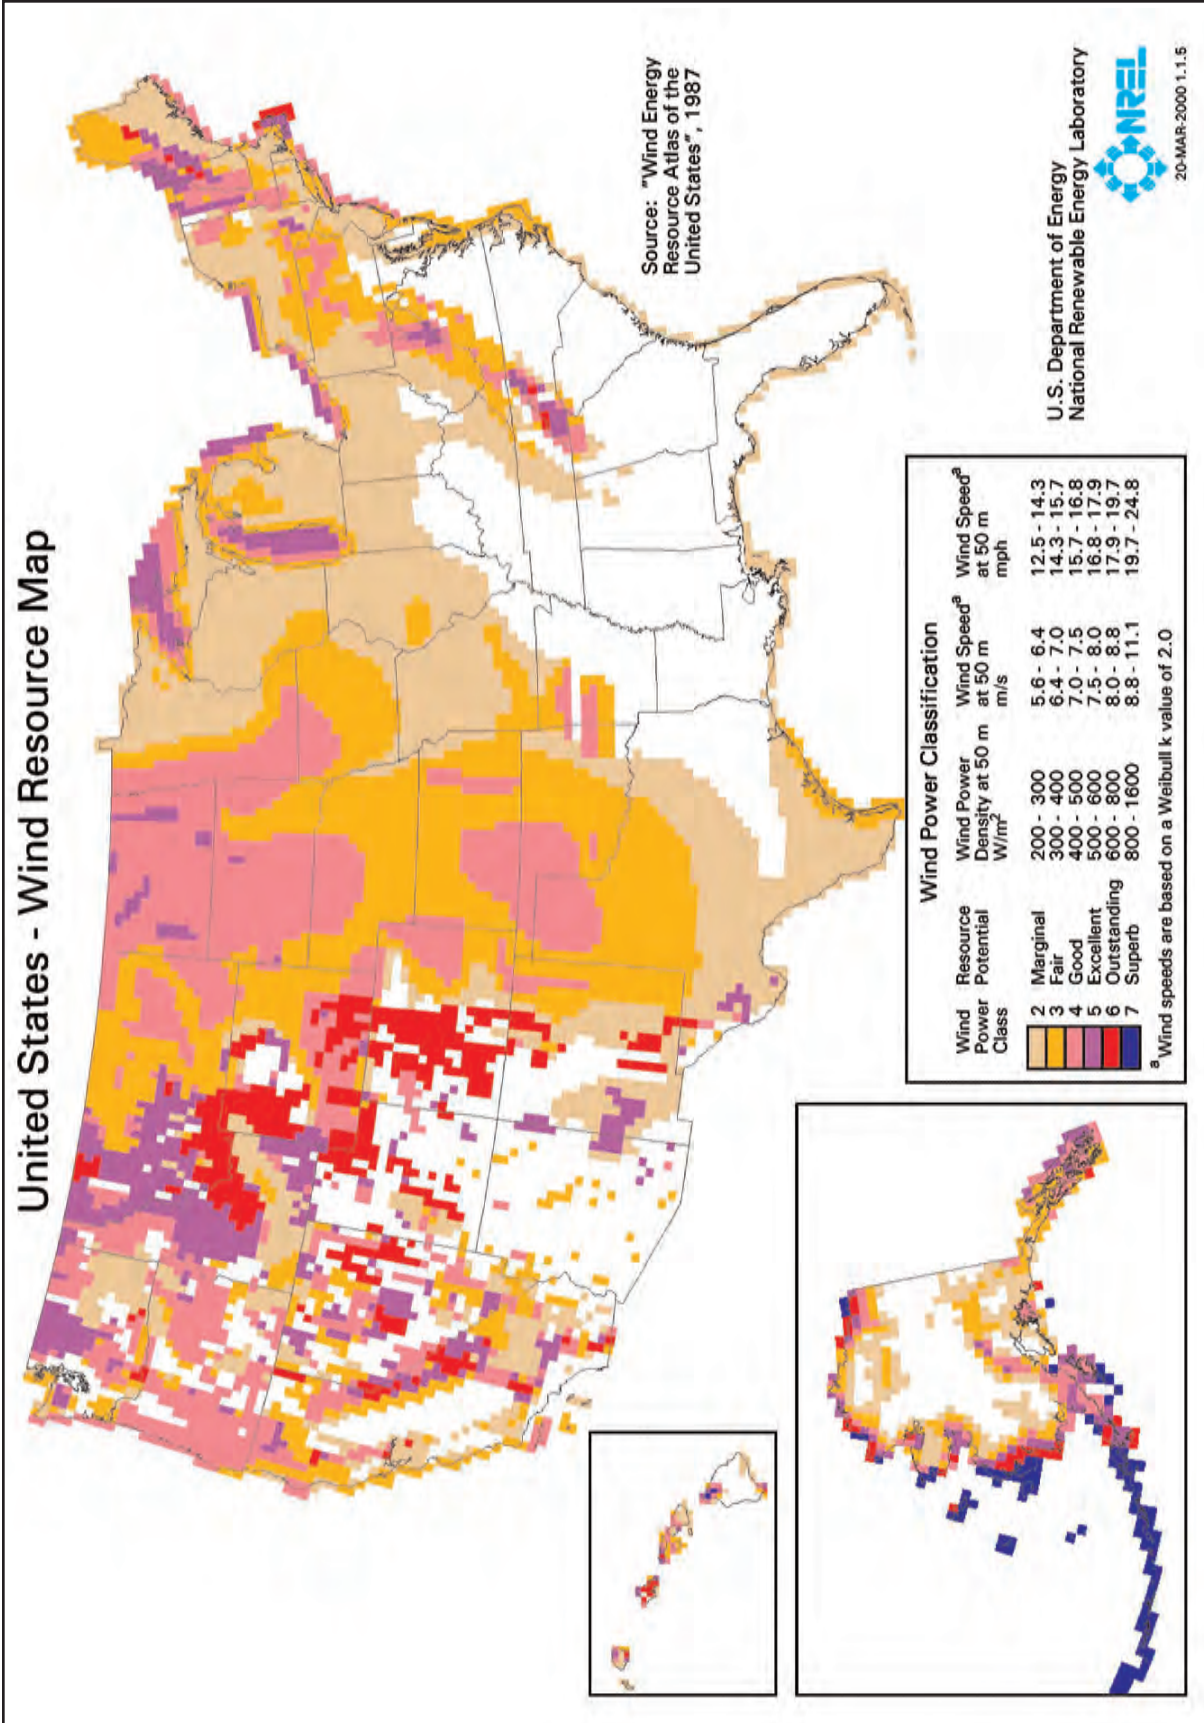 United States - Wind Resource Map
Source: "Wind Energy
Resource Atlas of the
United States", 1987
Wind Power Classification
Wind Power Class Resource Potential Wind Power Density at 50 m W/m² Wind Speedᵃ at 50 m m/s Wind Speedᵃ at 50 m mph
2 Marginal 200 - 300 5.6 - 6.4 12.5 - 14.3
3 Fair 300 - 400 6.4 - 7.0 14.3 - 15.7
4 Good 400 - 500 7.0 - 7.5 15.7 - 16.8
5 Excellent 500 - 600 7.5 - 8.0 16.8 - 17.9
6 Outstanding 600 - 800 8.0 - 8.8 17.9 - 19.7
7 Superb 800 - 1600 8.8 - 11.1 19.7 - 24.8
ᵃ Wind speeds are based on a Weibull k value of 2.0
U.S. Department of Energy
National Renewable Energy Laboratory
NREL
20-MAR-2000 1.1.5